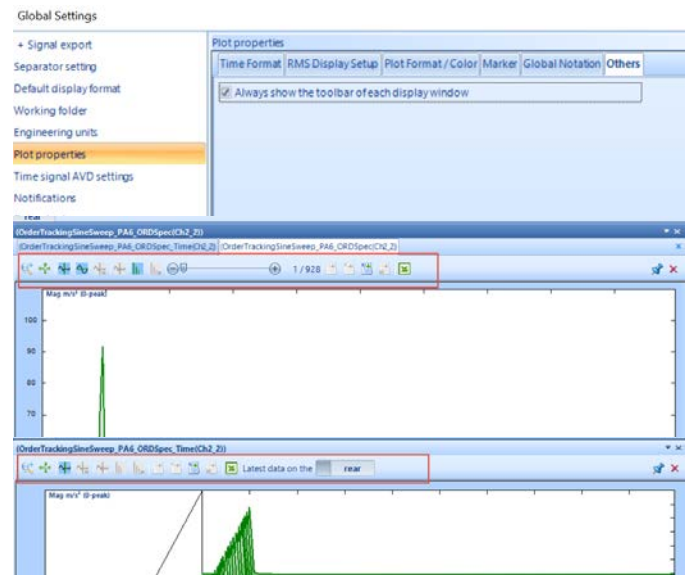 Global Settings
+ Signal export
Separator setting
Default display format
Working folder
Engineering units
Plot properties
Time signal AVD settings
Notifications
rear
Plot properties
Time Format RMS Display Setup Plot Format / Color Marker Global Notation Others
Always show the toolbar of each display window
(OrderTrackingSineSweep_PA6_ORDSpec(Ch2_2))
(OrderTrackingSineSweep_PA6_ORDSpec_Time(Ch2_2) (OrderTrackingSineSweep_PA6_ORDSpec(Ch2_2) x
1 / 928
Mag m/s² (0-peak)
100
90
80
70
(OrderTrackingSineSweep_PA6_ORDSpec_Time(Ch2_2))
Latest data on the rear
Mag m/s² (0-peak)